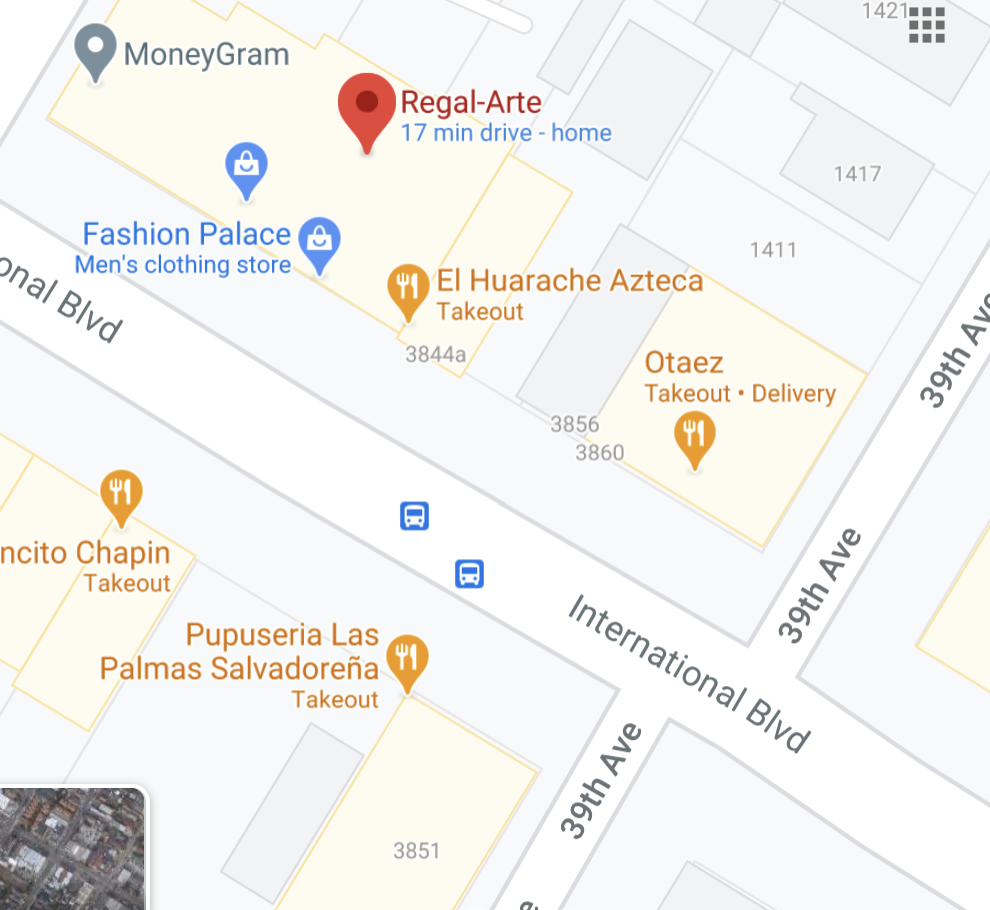 1421
MoneyGram
Regal-Arte
17 min drive - home
1417
Fashion Palace
Men's clothing store
1411
El Huarache Azteca
Takeout
onal Blvd
3844a
39th Ave
Otaez
Takeout • Delivery
3856
3860
ncito Chapin
Takeout
39th Ave
International Blvd
Pupuseria Las
Palmas Salvadoreña
Takeout
39th Ave
3851
e